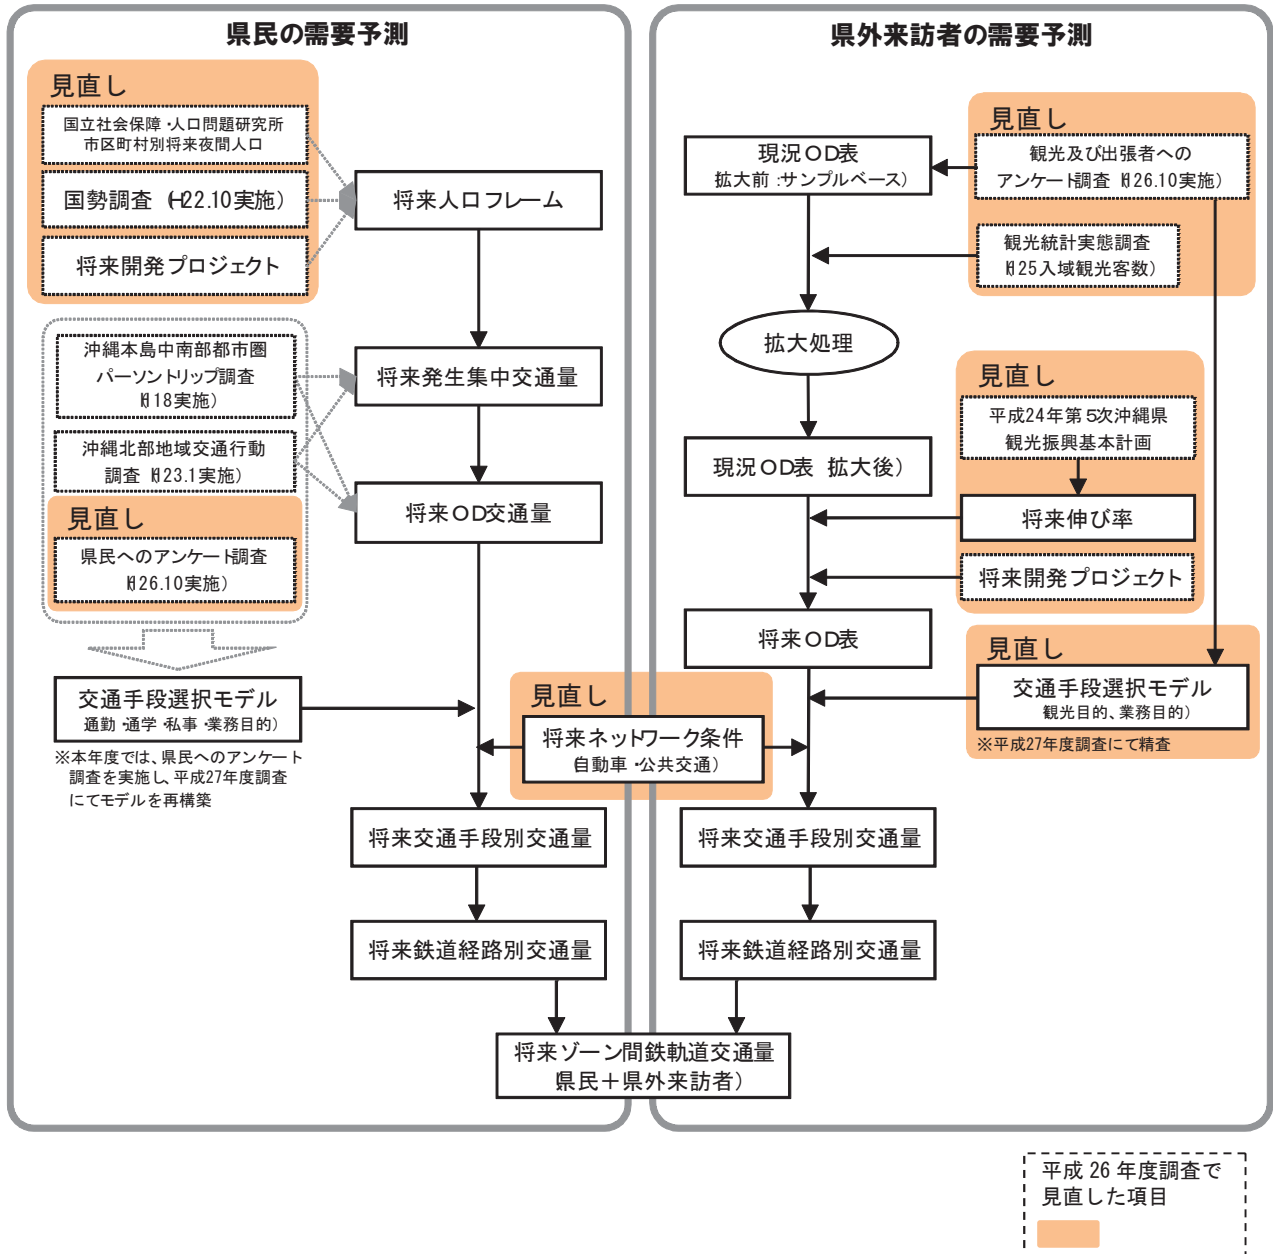 県民の需要予測
見直し
国立社会保障・人口問題研究所
市区町村別将来夜間人口
国勢調査（H22.10実施）
将来開発プロジェクト
将来人口フレーム
沖縄本島中南部都市圏
パーソントリップ調査
（H18実施）
沖縄北部地域交通行動
調査（H23.1実施）
見直し
県民へのアンケート調査
（H26.10実施）
将来発生集中交通量
将来OD交通量
交通手段選択モデル
（通勤・通学・私事・業務目的）
※本年度では、県民へのアンケート
調査を実施し、平成27年度調査
にてモデルを再構築
見直し
将来ネットワーク条件
（自動車・公共交通）
将来交通手段別交通量
将来鉄道経路別交通量
県外来訪者の需要予測
現況OD表
（拡大前：サンプルベース）
見直し
観光及び出張者への
アンケート調査（H26.10実施）
観光統計実態調査
（H25入域観光客数）
拡大処理
現況OD表（拡大後）
見直し
平成24年第5次沖縄県
観光振興基本計画
将来伸び率
将来開発プロジェクト
将来OD表
見直し
交通手段選択モデル
（観光目的、業務目的）
※平成27年度調査にて精査
将来交通手段別交通量
将来鉄道経路別交通量
将来ゾーン間鉄軌道交通量
（県民＋県外来訪者）
平成26年度調査で
見直した項目